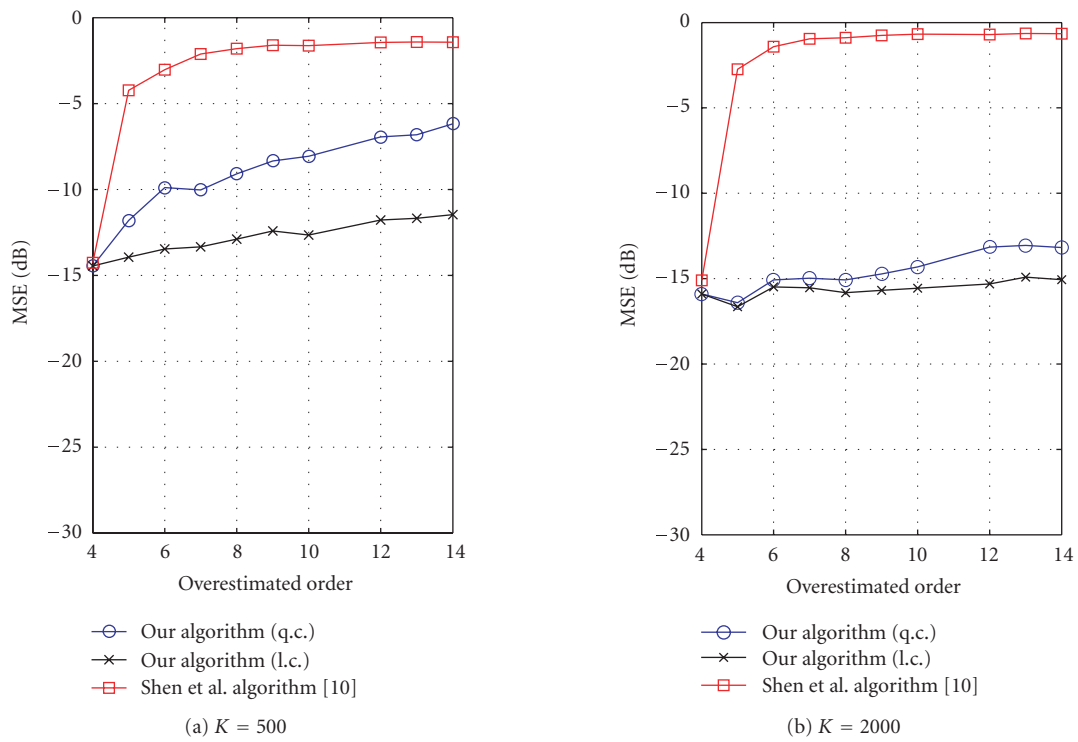 0
−5
−10
−15
−20
−25
−30
MSE (dB)
4 6 8 10 12 14
Overestimated order
Our algorithm (q.c.)
Our algorithm (l.c.)
Shen et al. algorithm [10]
(a) K = 500
0
−5
−10
−15
−20
−25
−30
MSE (dB)
4 6 8 10 12 14
Overestimated order
Our algorithm (q.c.)
Our algorithm (l.c.)
Shen et al. algorithm [10]
(b) K = 2000